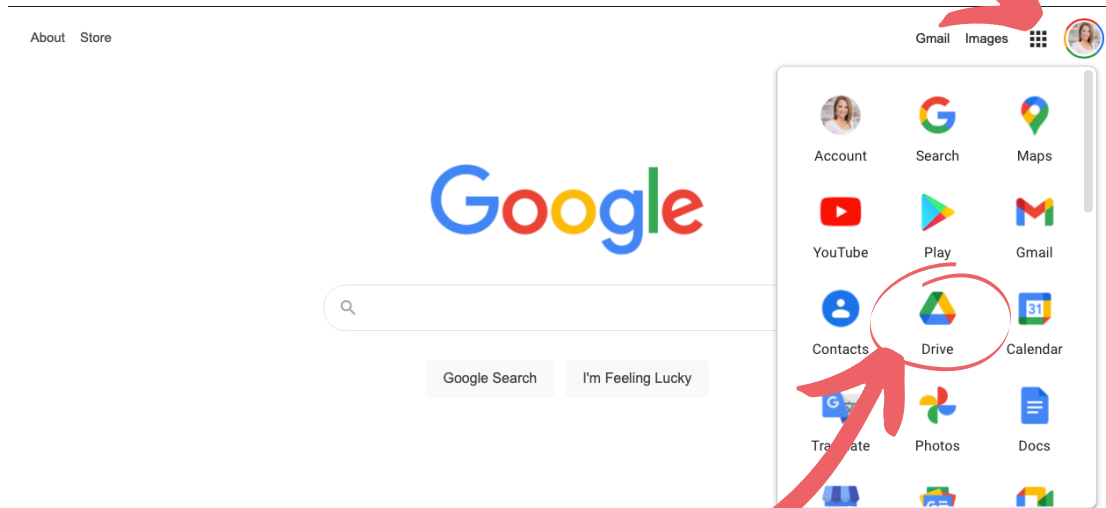 About Store
Gmail Images
Google
Google Search I'm Feeling Lucky
Account Search Maps
YouTube Play Gmail
31
Contacts Drive Calendar
G
Photos Docs